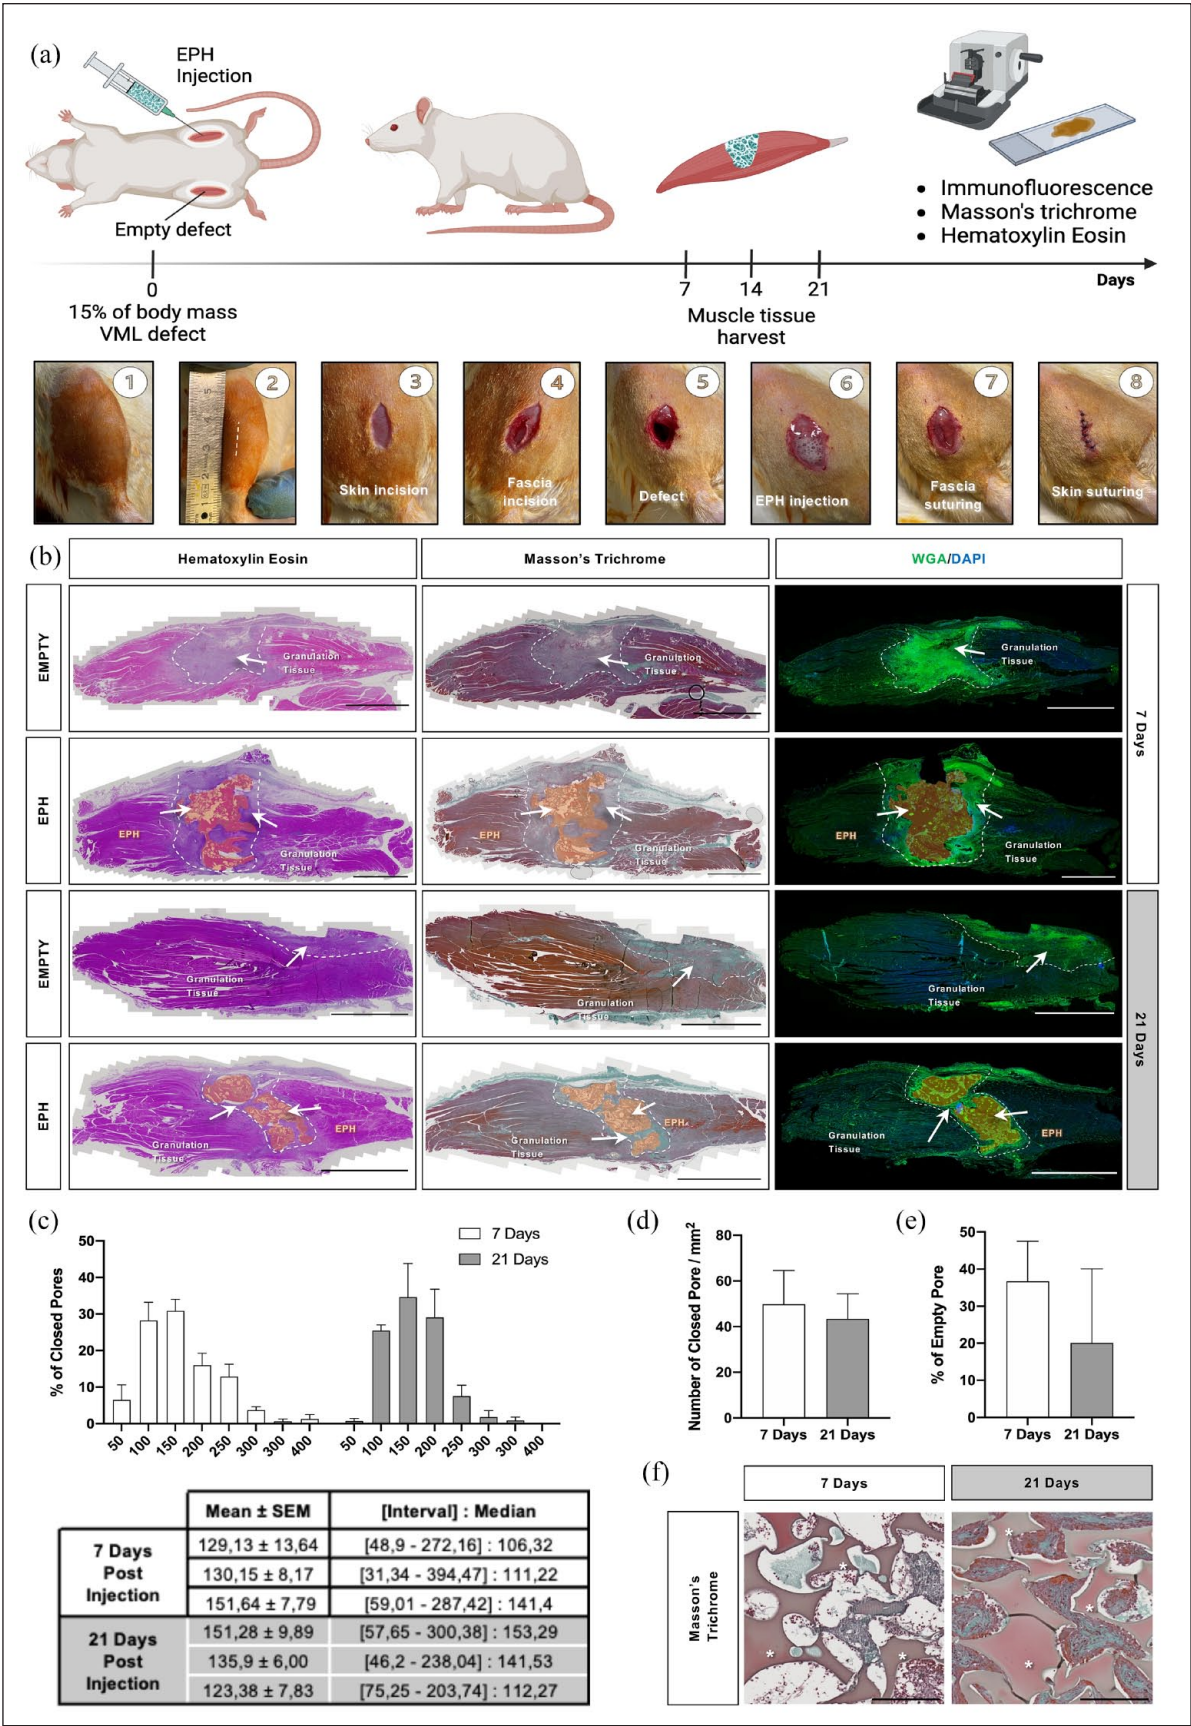 (a)
EPH
Injection
Empty defect
• Immunofluorescence
• Masson's trichrome
• Hematoxylin Eosin
0
7
14
21
Days
15% of body mass
VML defect
Muscle tissue
harvest
1
2
3
4
5
6
7
8
Skin incision
Fascia
incision
Defect
EPH injection
Fascia
suturing
Skin suturing
(b)
Hematoxylin Eosin
Masson's Trichrome
WGA/DAPI
EMPTY
Granulation
Tissue
Granulation
Tissue
Granulation
Tissue
7 Days
EPH
EPH
Granulation
Tissue
EPH
Granulation
Tissue
EPH
Granulation
Tissue
EMPTY
Granulation
Tissue
Granulation
Tissue
Granulation
Tissue
21 Days
EPH
Granulation
Tissue
EPH
Granulation
Tissue
EPH
Granulation
Tissue
EPH
(c)
% of Closed Pores
50
40
30
20
10
0
7 Days
21 Days
50 100 150 200 250 300 300 400 50 100 150 200 250 300 300 400
(d)
Number of Closed Pore / mm²
80
60
40
20
0
7 Days 21 Days
(e)
% of Empty Pore
50
40
30
20
10
0
7 Days 21 Days
Mean ± SEM [Interval] : Median
7 Days
Post
Injection
129,13 ± 13,64 [48,9 - 272,16] : 106,32
130,15 ± 8,17 [31,34 - 394,47] : 111,22
151,64 ± 7,79 [59,01 - 287,42] : 141,4
21 Days
Post
Injection
151,28 ± 9,89 [57,65 - 300,38] : 153,29
135,9 ± 6,00 [46,2 - 238,04] : 141,53
123,38 ± 7,83 [75,25 - 203,74] : 112,27
(f)
7 Days
21 Days
Masson's
Trichrome
* * *
* * *